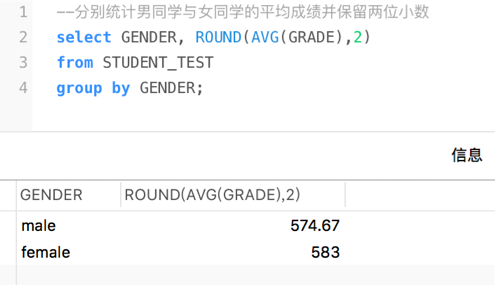 1 --分别统计男同学与女同学的平均成绩并保留两位小数
2 select GENDER, ROUND(AVG(GRADE),2)
3 from STUDENT_TEST
4 group by GENDER;
信息
GENDER ROUND(AVG(GRADE),2)
male 574.67
female 583